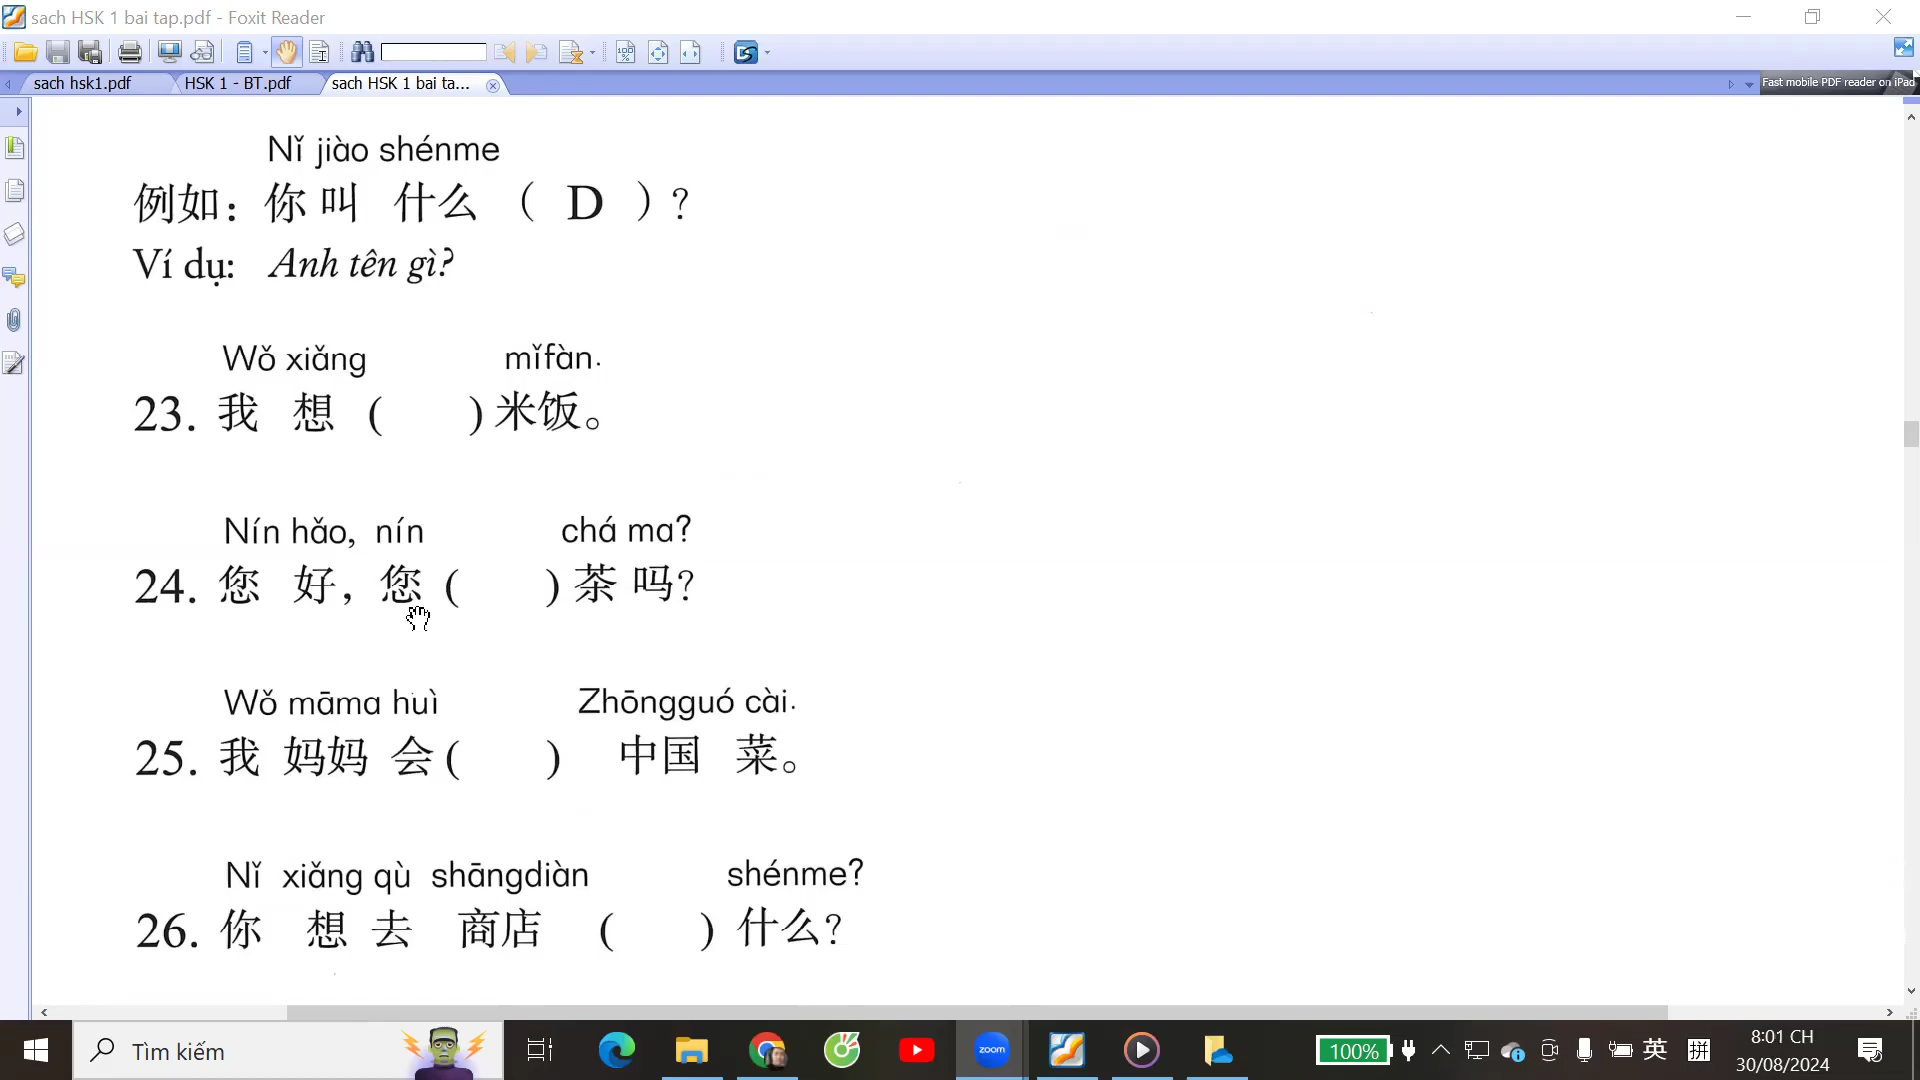 sach HSK 1 bai tap.pdf - Foxit Reader
sach hsk1.pdf HSK 1 - BT.pdf sach HSK 1 bai ta... Fast mobile PDF reader on iPad
Nǐ jiào shénme
例如：你 叫 什么 （ D ）？
Ví dụ: Anh tên gì?
Wǒ xiǎng mǐfàn.
23. 我 想 ( ) 米饭。
Nín hǎo, nín chá ma?
24. 您 好，您 ( ) 茶 吗？
Wǒ māma huì Zhōngguó cài.
25. 我 妈妈 会 ( ) 中国 菜。
Nǐ xiǎng qù shāngdiàn shénme?
26. 你 想 去 商店 ( ) 什么？
Tìm kiếm
zoom
100%
英
拼
8:01 CH
30/08/2024